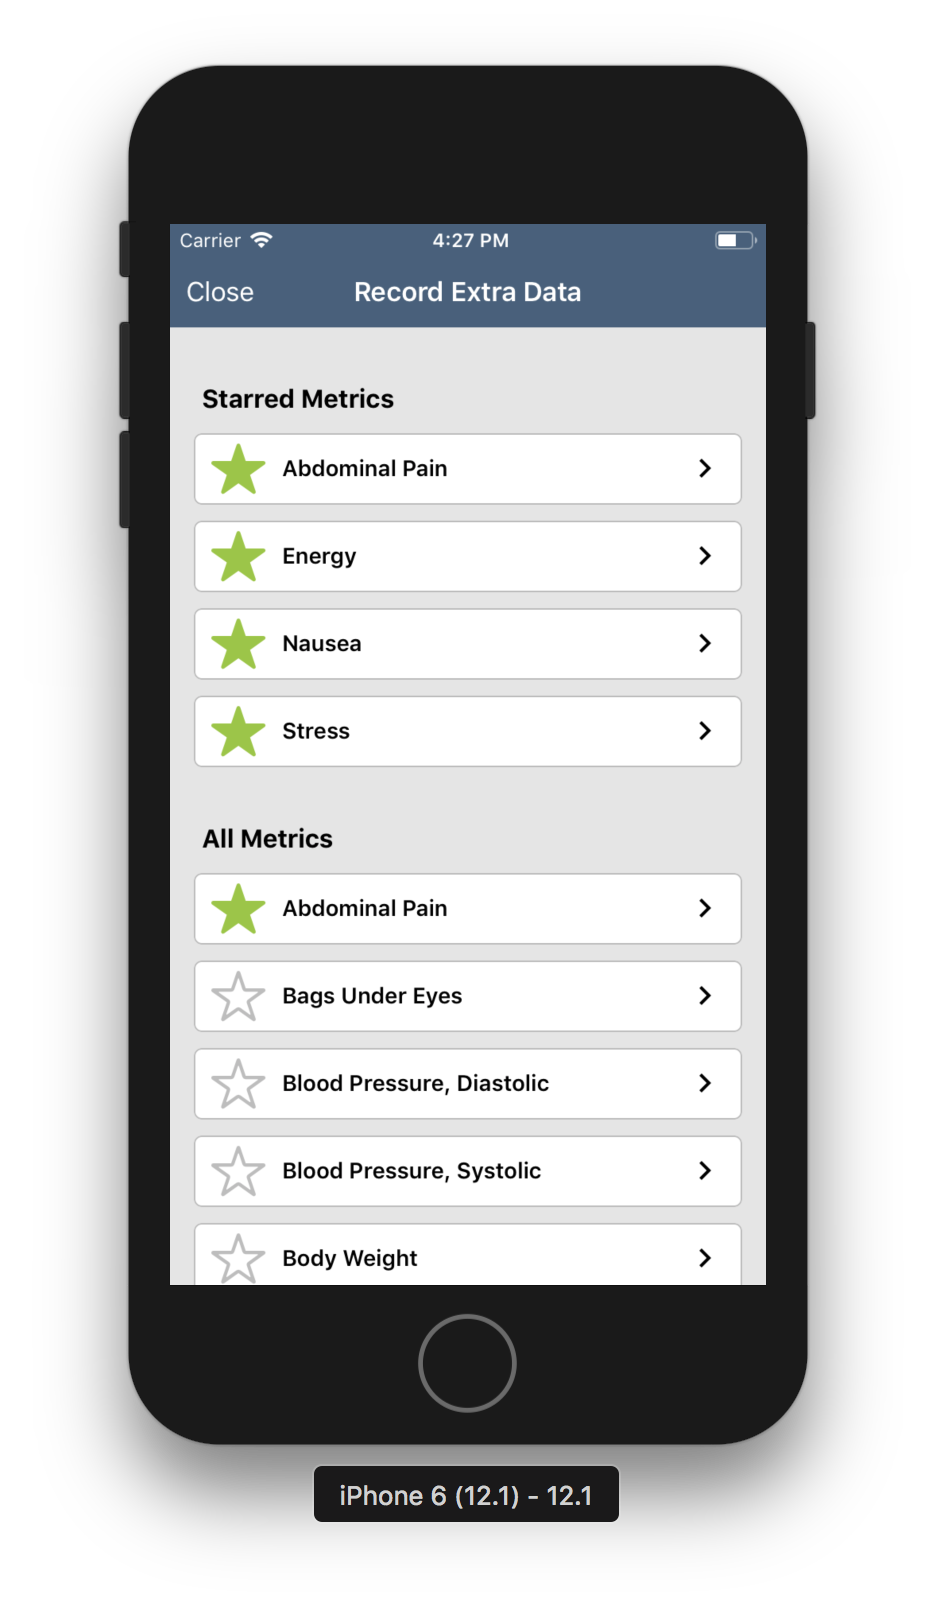 Carrier 4:27 PM
Close Record Extra Data
Starred Metrics
Abdominal Pain
Energy
Nausea
Stress
All Metrics
Abdominal Pain
Bags Under Eyes
Blood Pressure, Diastolic
Blood Pressure, Systolic
Body Weight
iPhone 6 (12.1) - 12.1